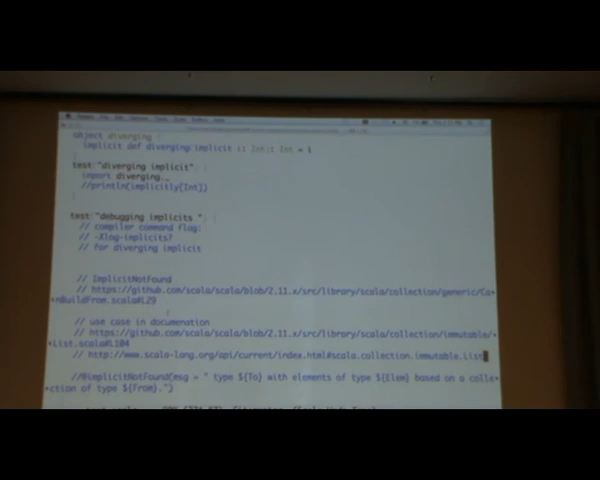 object diverging
implicit def diverging implicit i: Int : Int = 1
test "diverging implicit"
import diverging._
//println(implicitly[Int])
test "debugging implicits "
// compiler command flag:
// -Xlog-implicits?
// for diverging implicit
// ImplicitNotFound
// https://github.com/scala/scala/blob/2.11.x/src/library/scala/collection/generic/Ca
nBuildFrom.scala#L29
// use case in documenation
// https://github.com/scala/scala/blob/2.11.x/src/library/scala/collection/immutable/
List.scala#L104
// http://www.scala-lang.org/api/current/index.html#scala.collection.immutable.List
//@implicitNotFound(msg = " type ${To} with elements of type ${Elem} based on a colle
ction of type ${From}.")